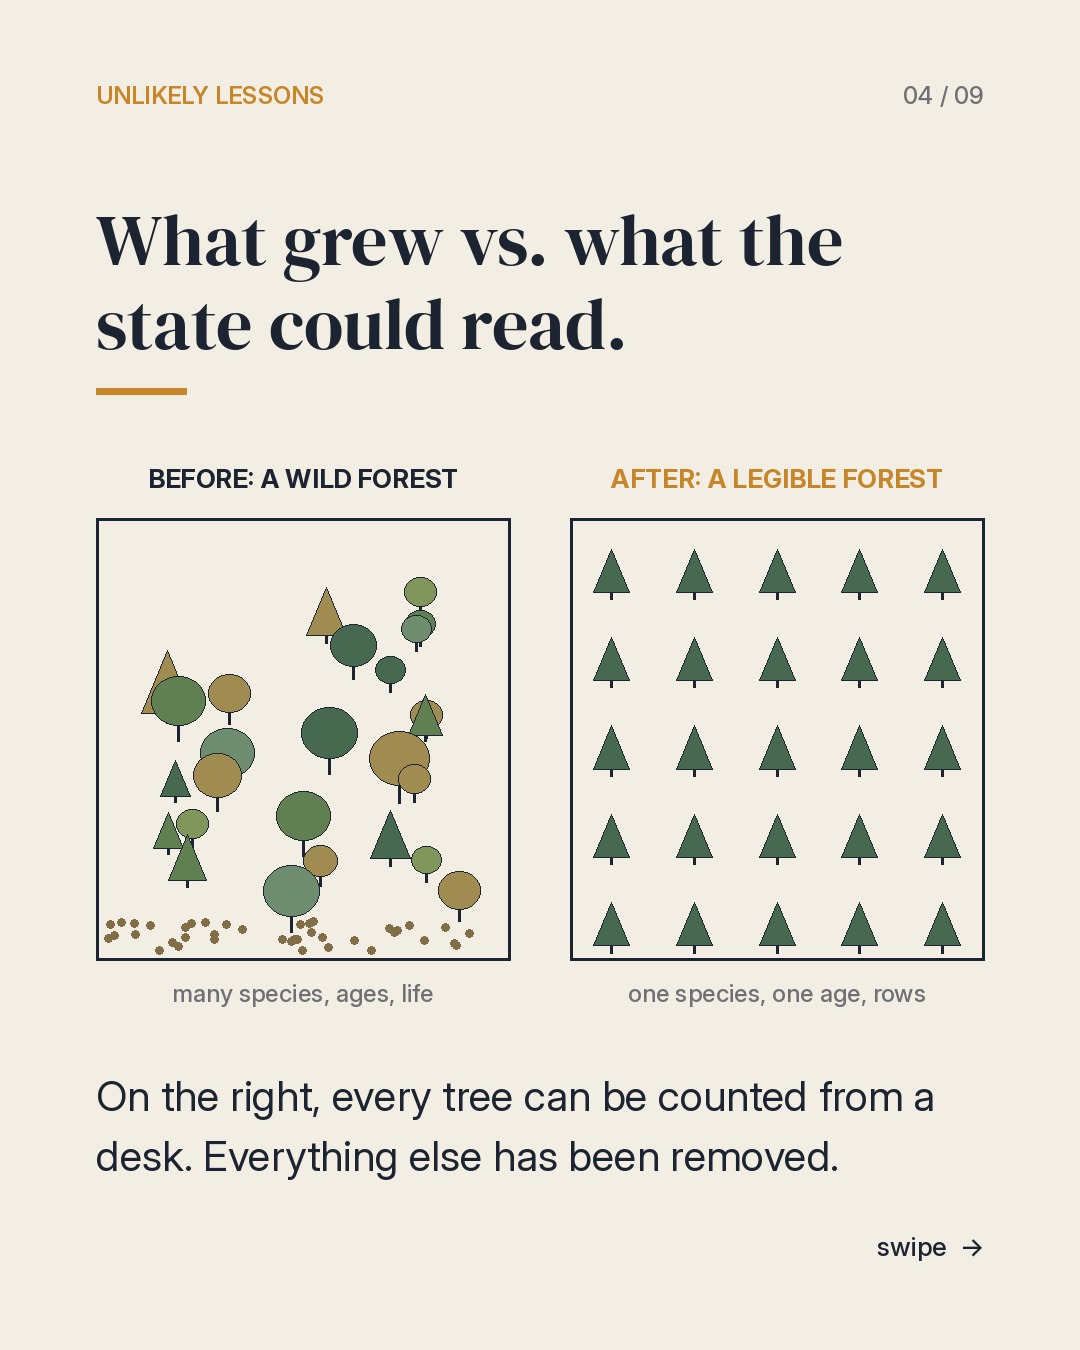 UNLIKELY LESSONS
04 / 09
What grew vs. what the
state could read.
BEFORE: A WILD FOREST
AFTER: A LEGIBLE FOREST
many species, ages, life
one species, one age, rows
On the right, every tree can be counted from a
desk. Everything else has been removed.
swipe →